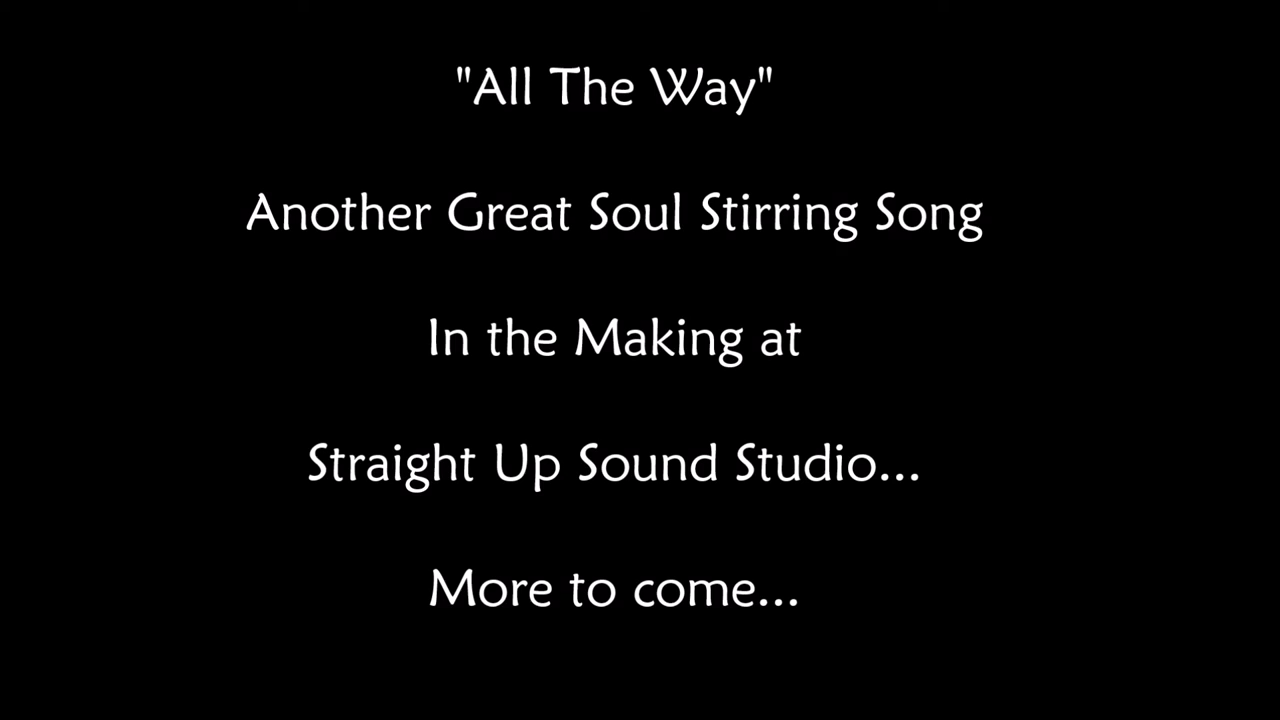 "All The Way"
Another Great Soul Stirring Song
In the Making at
Straight Up Sound Studio...
More to come...